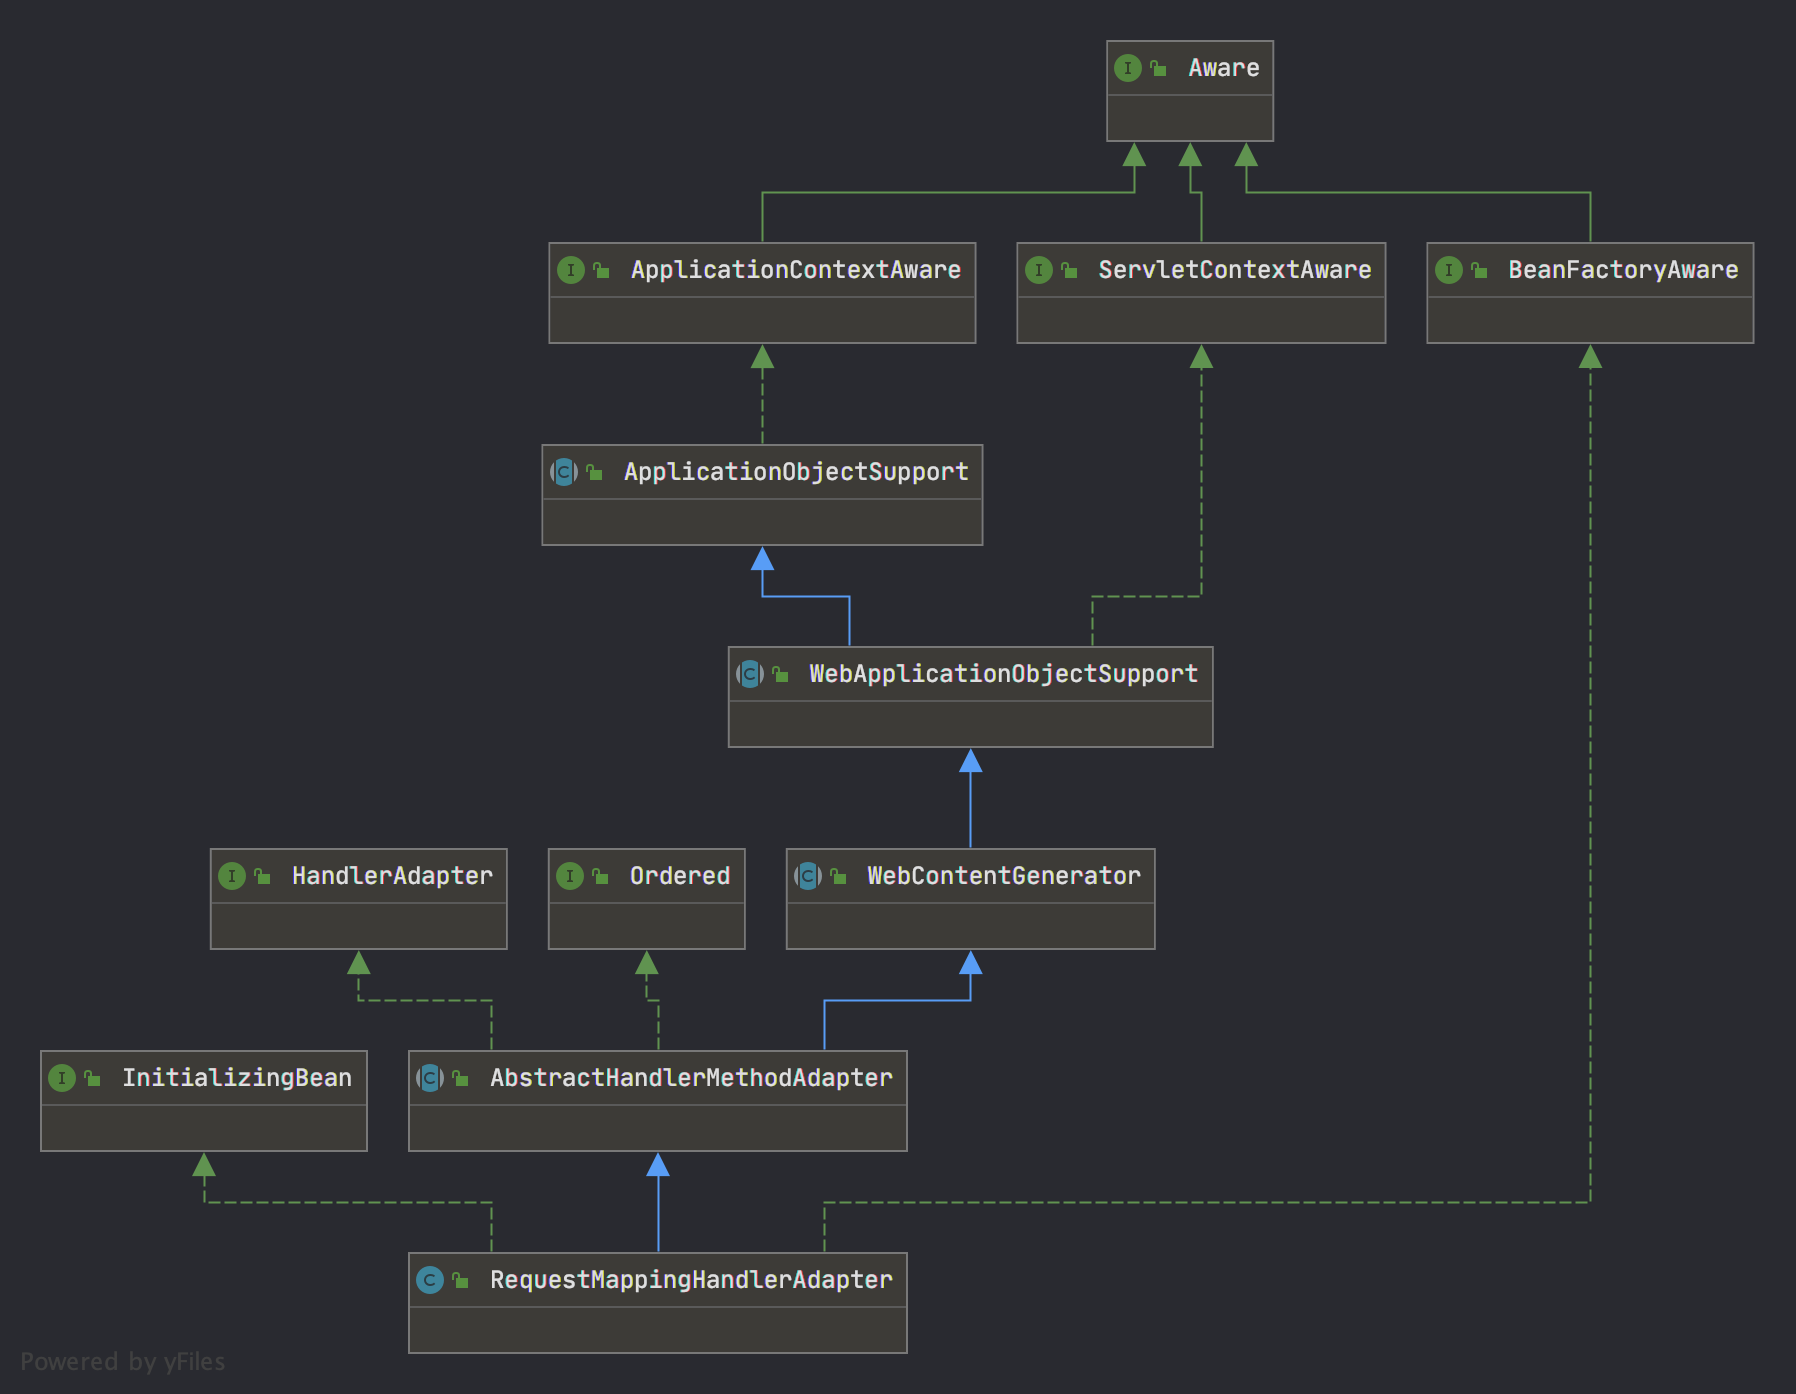 I Aware
I ApplicationContextAware
I ServletContextAware
I BeanFactoryAware
C ApplicationObjectSupport
C WebApplicationObjectSupport
I HandlerAdapter
I Ordered
C WebContentGenerator
I InitializingBean
C AbstractHandlerMethodAdapter
C RequestMappingHandlerAdapter
Powered by yFiles